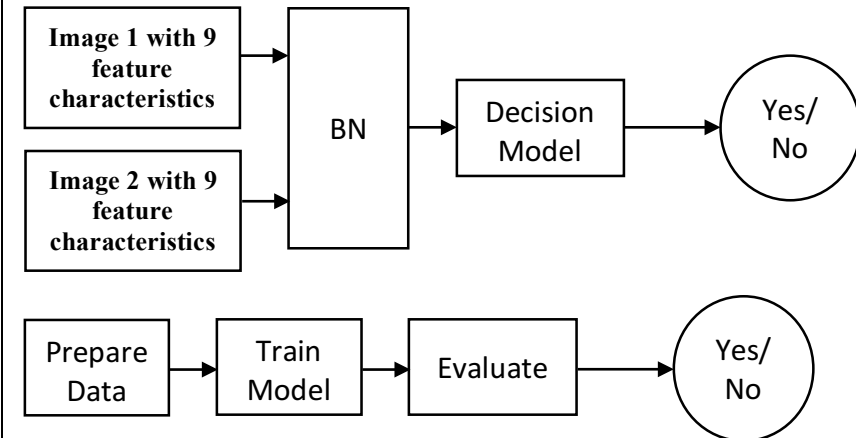 Image 1 with 9
feature
characteristics
BN
Decision
Model
Yes/
No
Image 2 with 9
feature
characteristics
Prepare
Data
Train
Model
Evaluate
Yes/
No